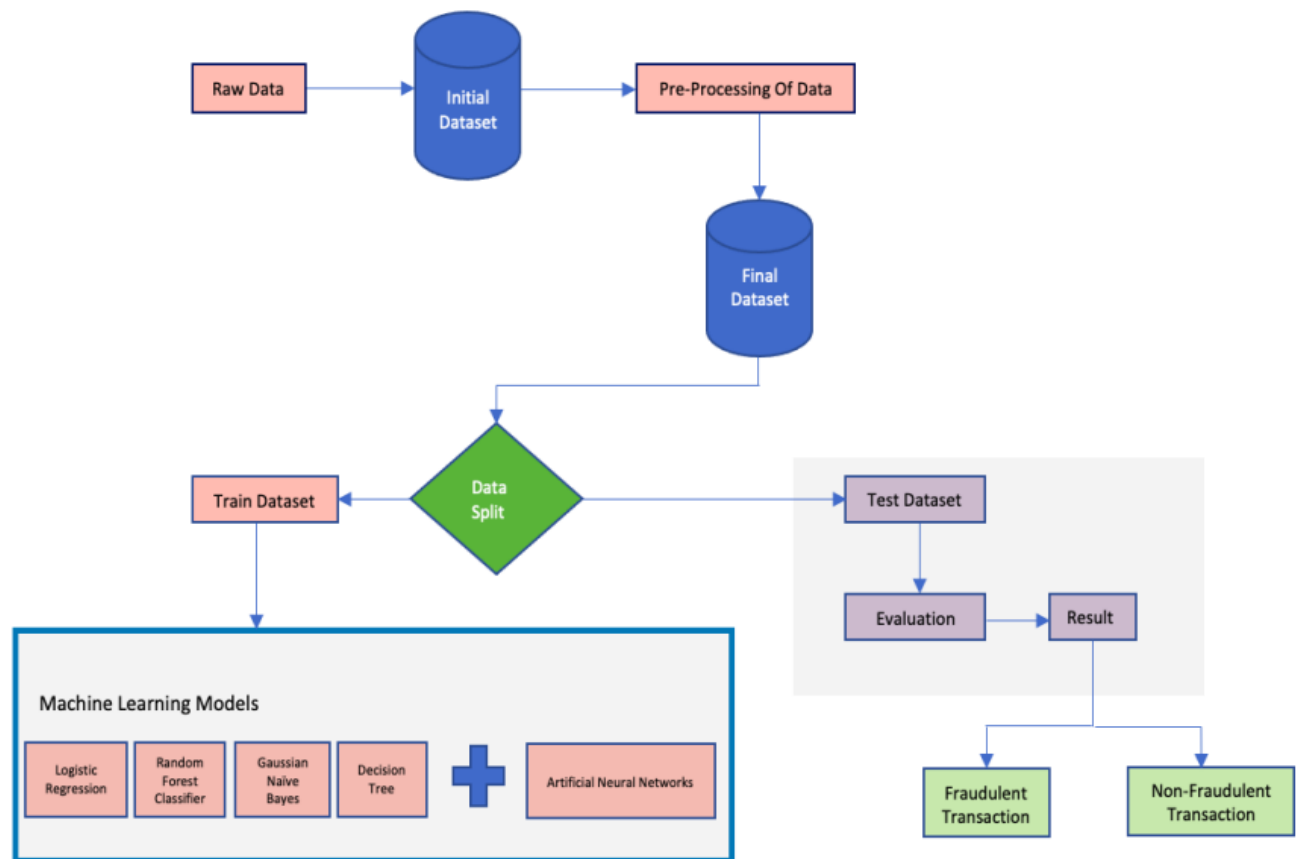 Raw Data
Initial
Dataset
Pre-Processing Of Data
Final
Dataset
Data
Split
Train Dataset
Test Dataset
Evaluation
Result
Machine Learning Models
Logistic
Regression
Random
Forest
Classifier
Gaussian
Naïve
Bayes
Decision
Tree
Artificial Neural Networks
Fraudulent
Transaction
Non-Fraudulent
Transaction